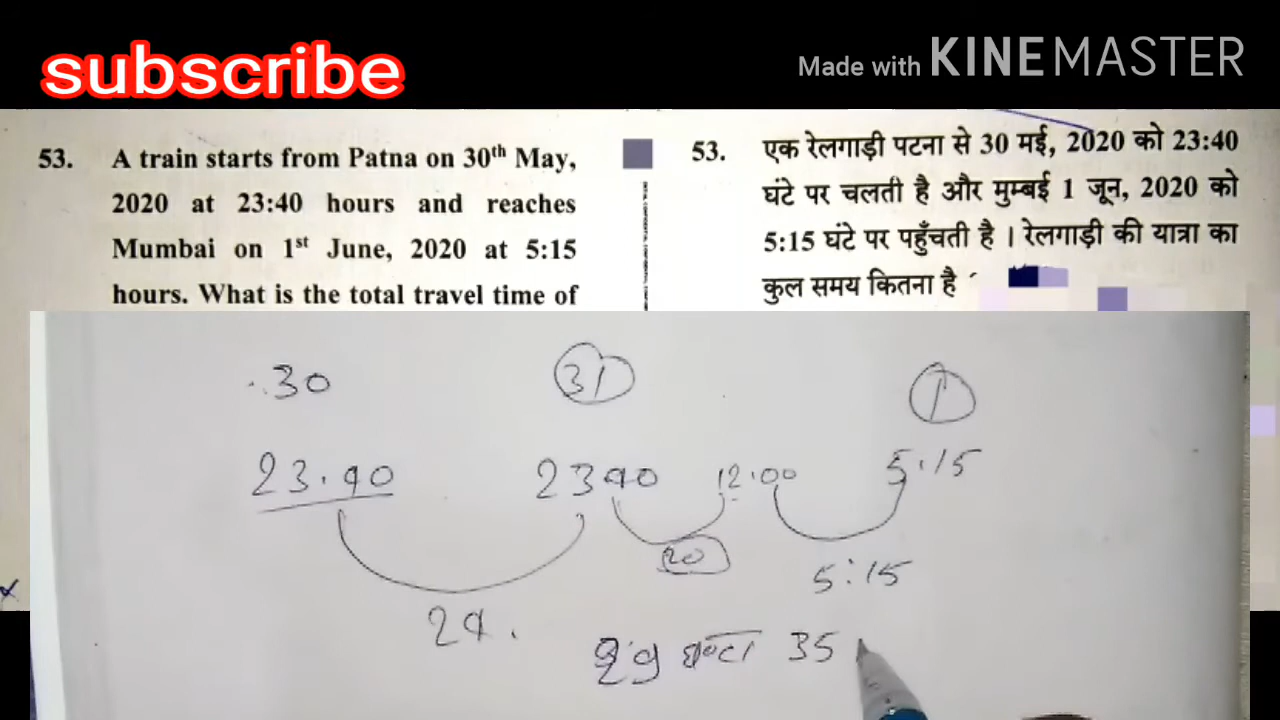 subscribe
Made with KINEMASTER
53. A train starts from Patna on 30th May,
2020 at 23:40 hours and reaches
Mumbai on 1st June, 2020 at 5:15
hours. What is the total travel time of
53. एक रेलगाड़ी पटना से 30 मई, 2020 को 23:40
घंटे पर चलती है और मुम्बई 1 जून, 2020 को
5:15 घंटे पर पहुँचती है । रेलगाड़ी की यात्रा का
कुल समय कितना है
30 31 1
23.40 2340 12.00 5.15
20
5:15
24.
29 घण्टा 35